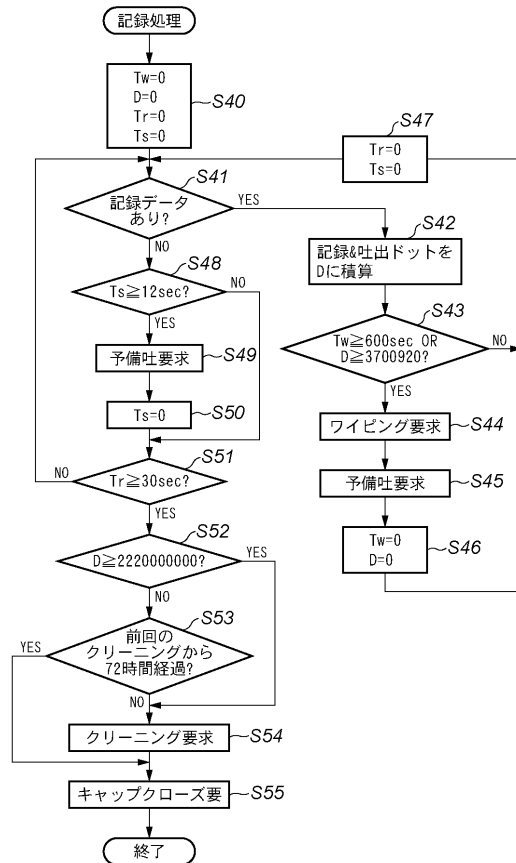 記録処理
Tw=0
D=0
Tr=0
Ts=0
S40
S47
Tr=0
Ts=0
S41
記録データ
あり?
YES
NO
S42
記録&吐出ドットを
Dに積算
S48
Ts≧12sec?
NO
YES
S43
Tw≧600sec OR
D≧3700920?
NO
YES
S49
予備吐要求
S50
Ts=0
S44
ワイピング要求
S51
Tr≧30sec?
NO
YES
S45
予備吐要求
S52
D≧2220000000?
YES
NO
S46
Tw=0
D=0
S53
前回の
クリーニングから
72時間経過?
YES
NO
S54
クリーニング要求
S55
キャップクローズ要
終了